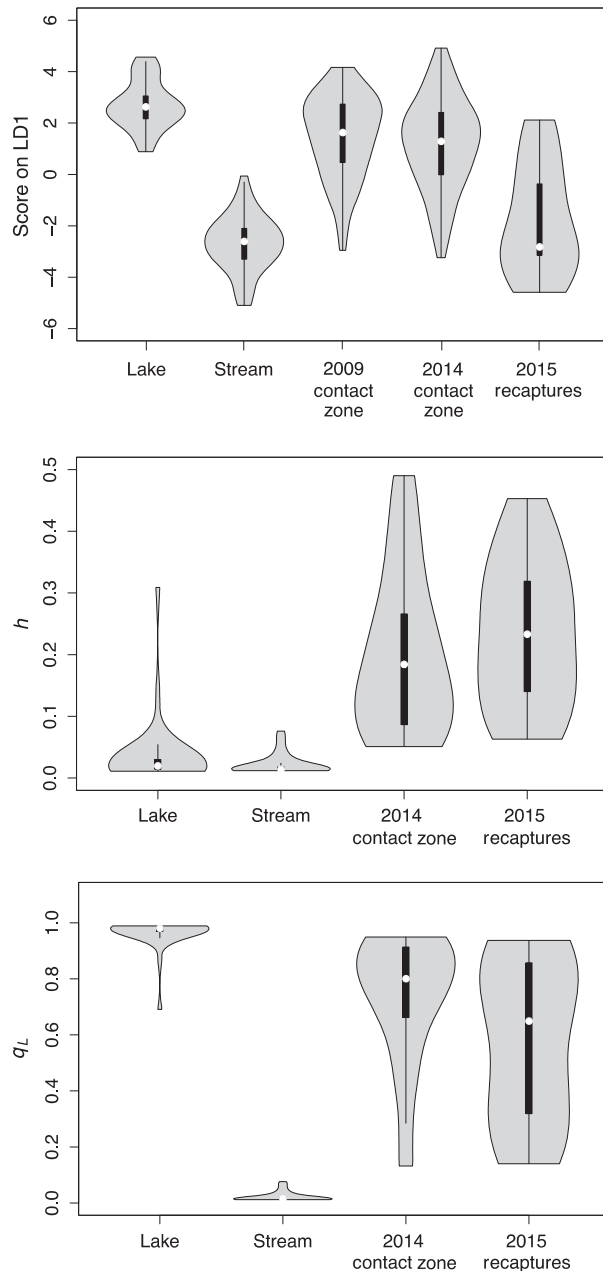 Score on LD1
6
4
2
0
−2
−4
−6
Lake
Stream
2009
contact
zone
2014
contact
zone
2015
recaptures
h
0.5
0.4
0.3
0.2
0.1
0.0
Lake
Stream
2014
contact zone
2015
recaptures
qL
1.0
0.8
0.6
0.4
0.2
0.0
Lake
Stream
2014
contact zone
2015
recaptures